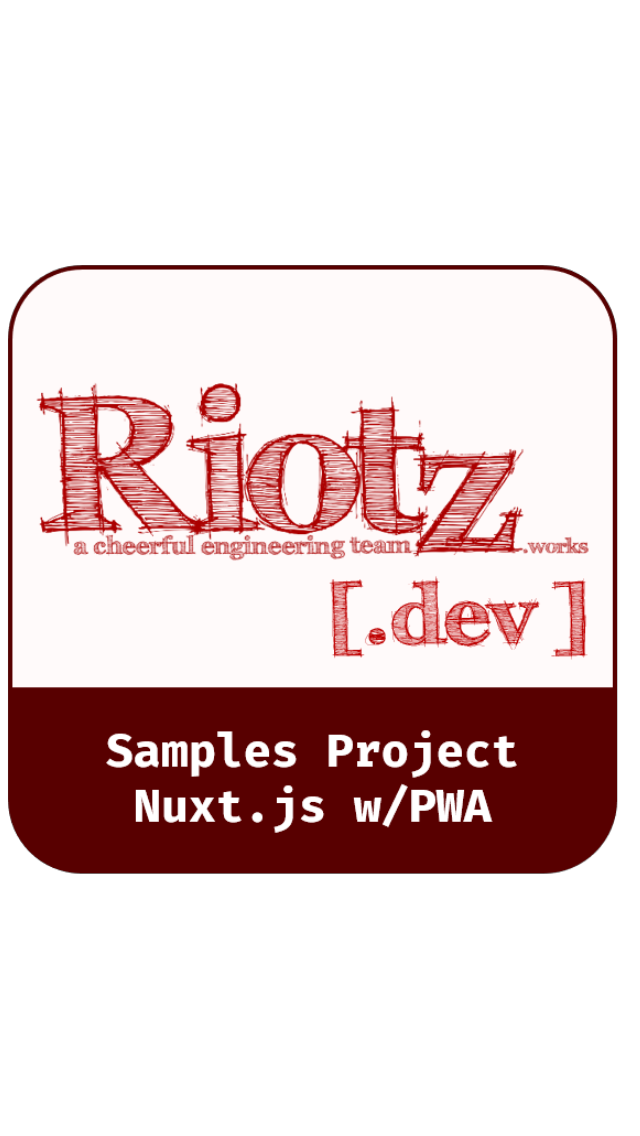 Riotz
a cheerful engineering team .works
[.dev]
Samples Project
Nuxt.js w/PWA